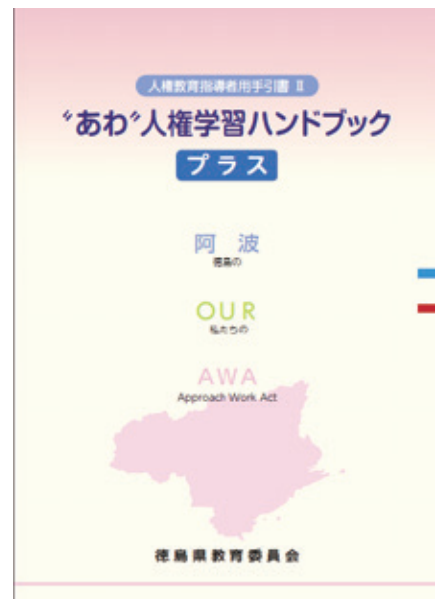 人権教育指導者用手引書 Ⅱ
“あわ”人権学習ハンドブック
プラス
阿 波
徳島の
OUR
私たちの
AWA
Approach Work Act
徳島県教育委員会